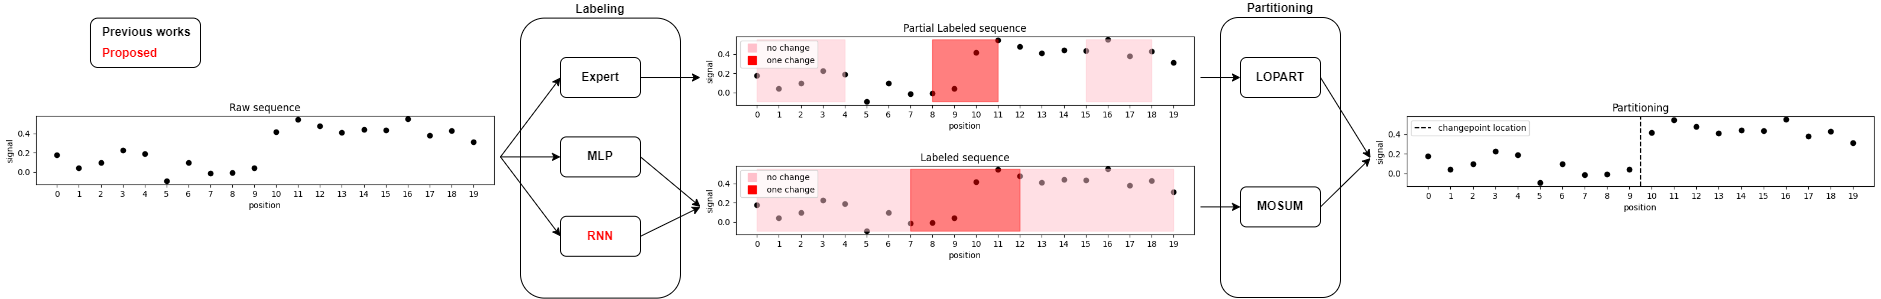 Previous works
Proposed
Raw sequence
signal
0.4
0.2
0.0
0 1 2 3 4 5 6 7 8 9 10 11 12 13 14 15 16 17 18 19
position
Labeling
Expert
MLP
RNN
Partial Labeled sequence
no change
one change
signal
0.4
0.2
0.0
0 1 2 3 4 5 6 7 8 9 10 11 12 13 14 15 16 17 18 19
position
Labeled sequence
no change
one change
signal
0.4
0.2
0.0
0 1 2 3 4 5 6 7 8 9 10 11 12 13 14 15 16 17 18 19
position
Partitioning
LOPART
MOSUM
Partitioning
changepoint location
signal
0.4
0.2
0.0
0 1 2 3 4 5 6 7 8 9 10 11 12 13 14 15 16 17 18 19
position